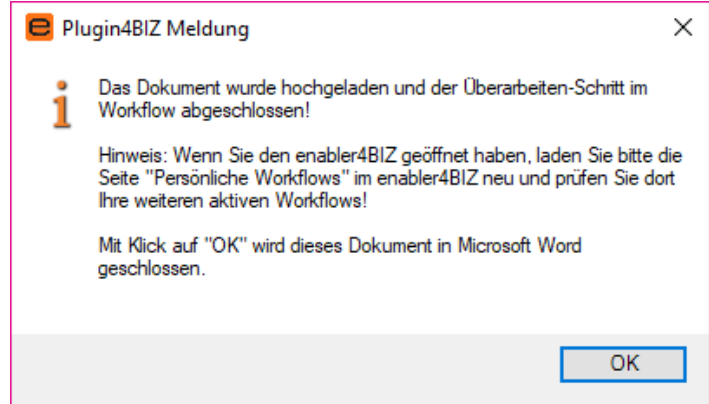 Plugin4BIZ Meldung
Das Dokument wurde hochgeladen und der Überarbeiten-Schritt im
Workflow abgeschlossen!
Hinweis: Wenn Sie den enabler4BIZ geöffnet haben, laden Sie bitte die
Seite "Persönliche Workflows" im enabler4BIZ neu und prüfen Sie dort
Ihre weiteren aktiven Workflows!
Mit Klick auf "OK" wird dieses Dokument in Microsoft Word
geschlossen.
OK